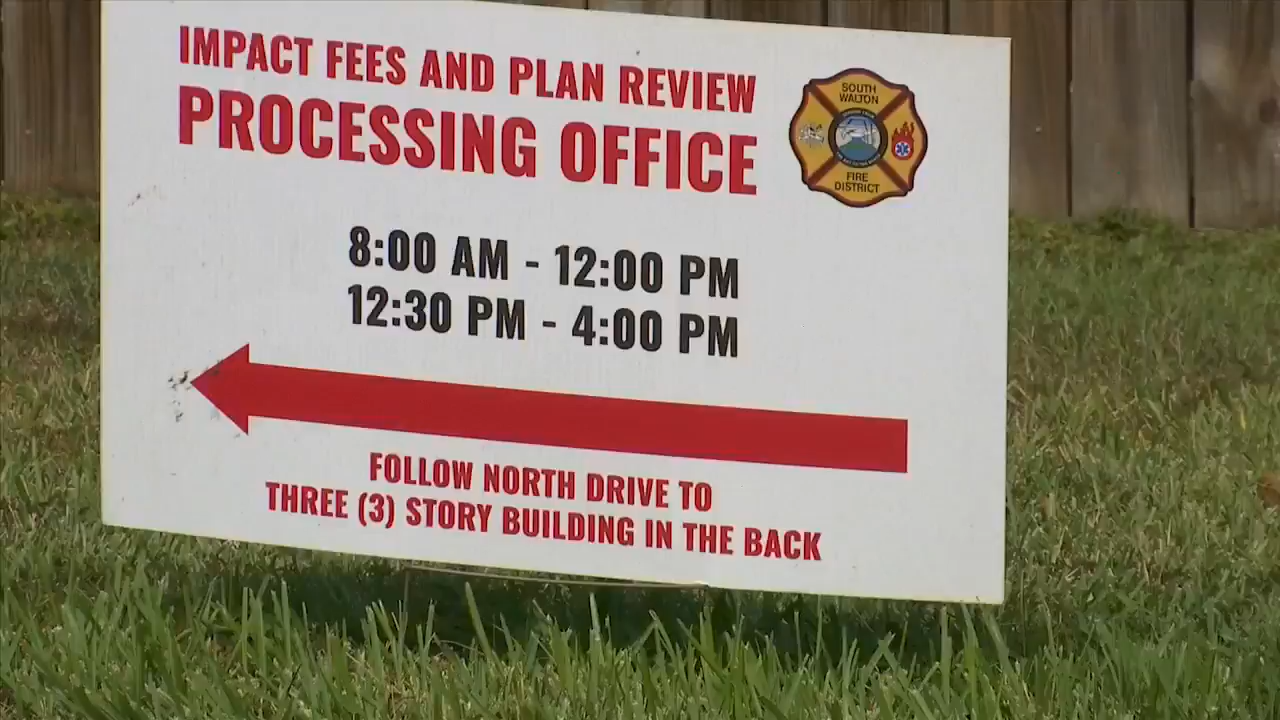 IMPACT FEES AND PLAN REVIEW
PROCESSING OFFICE
SOUTH
WALTON
FIRE
DISTRICT
8:00 AM - 12:00 PM
12:30 PM - 4:00 PM
FOLLOW NORTH DRIVE TO
THREE (3) STORY BUILDING IN THE BACK